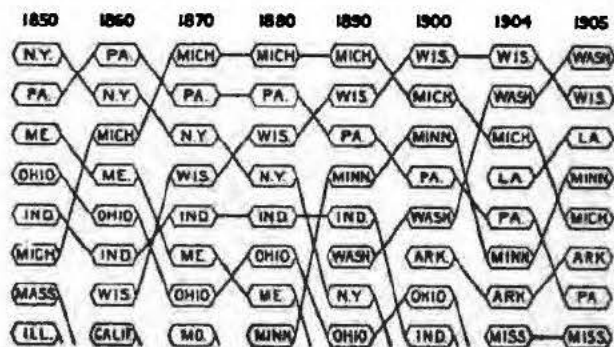 1850 1860 1870 1880 1890 1900 1904 1905
N.Y. PA. MICH MICH MICH WIS. WIS. WASH
PA. N.Y. PA. PA. WIS. MICH WASH WIS.
ME MICH N.Y. WIS. PA MINN MICH LA.
OHIO ME. WIS N.Y. MINN PA. LA MINN
IND OHIO IND IND. IND. WASH PA. MICH
MICH IND ME OHIO WASH ARK. MINN ARK
MASS WIS. OHIO ME. N.Y OHIO ARK PA.
ILL. CALIF MO. MINN OHIO IND. MISS MISS.